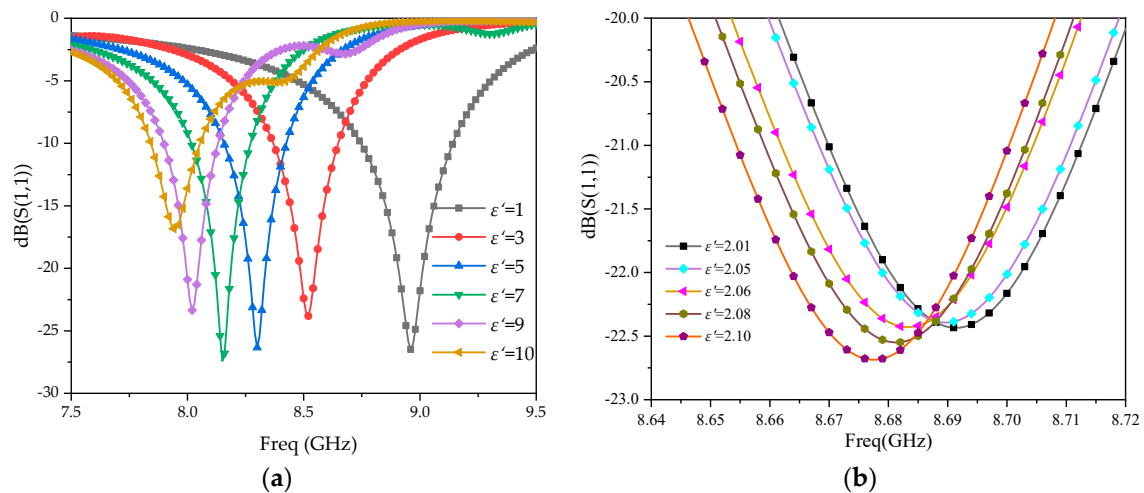 0
-5
-10
-15
-20
-25
-30
dB(S(1,1))
7.5 8.0 8.5 9.0 9.5
Freq (GHz)
ε‘=1
ε‘=3
ε‘=5
ε‘=7
ε‘=9
ε‘=10
(a)
-20.0
-20.5
-21.0
-21.5
-22.0
-22.5
-23.0
dB(S(1,1))
8.64 8.65 8.66 8.67 8.68 8.69 8.70 8.71 8.72
Freq(GHz)
ε'=2.01
ε'=2.05
ε'=2.06
ε'=2.08
ε'=2.10
(b)